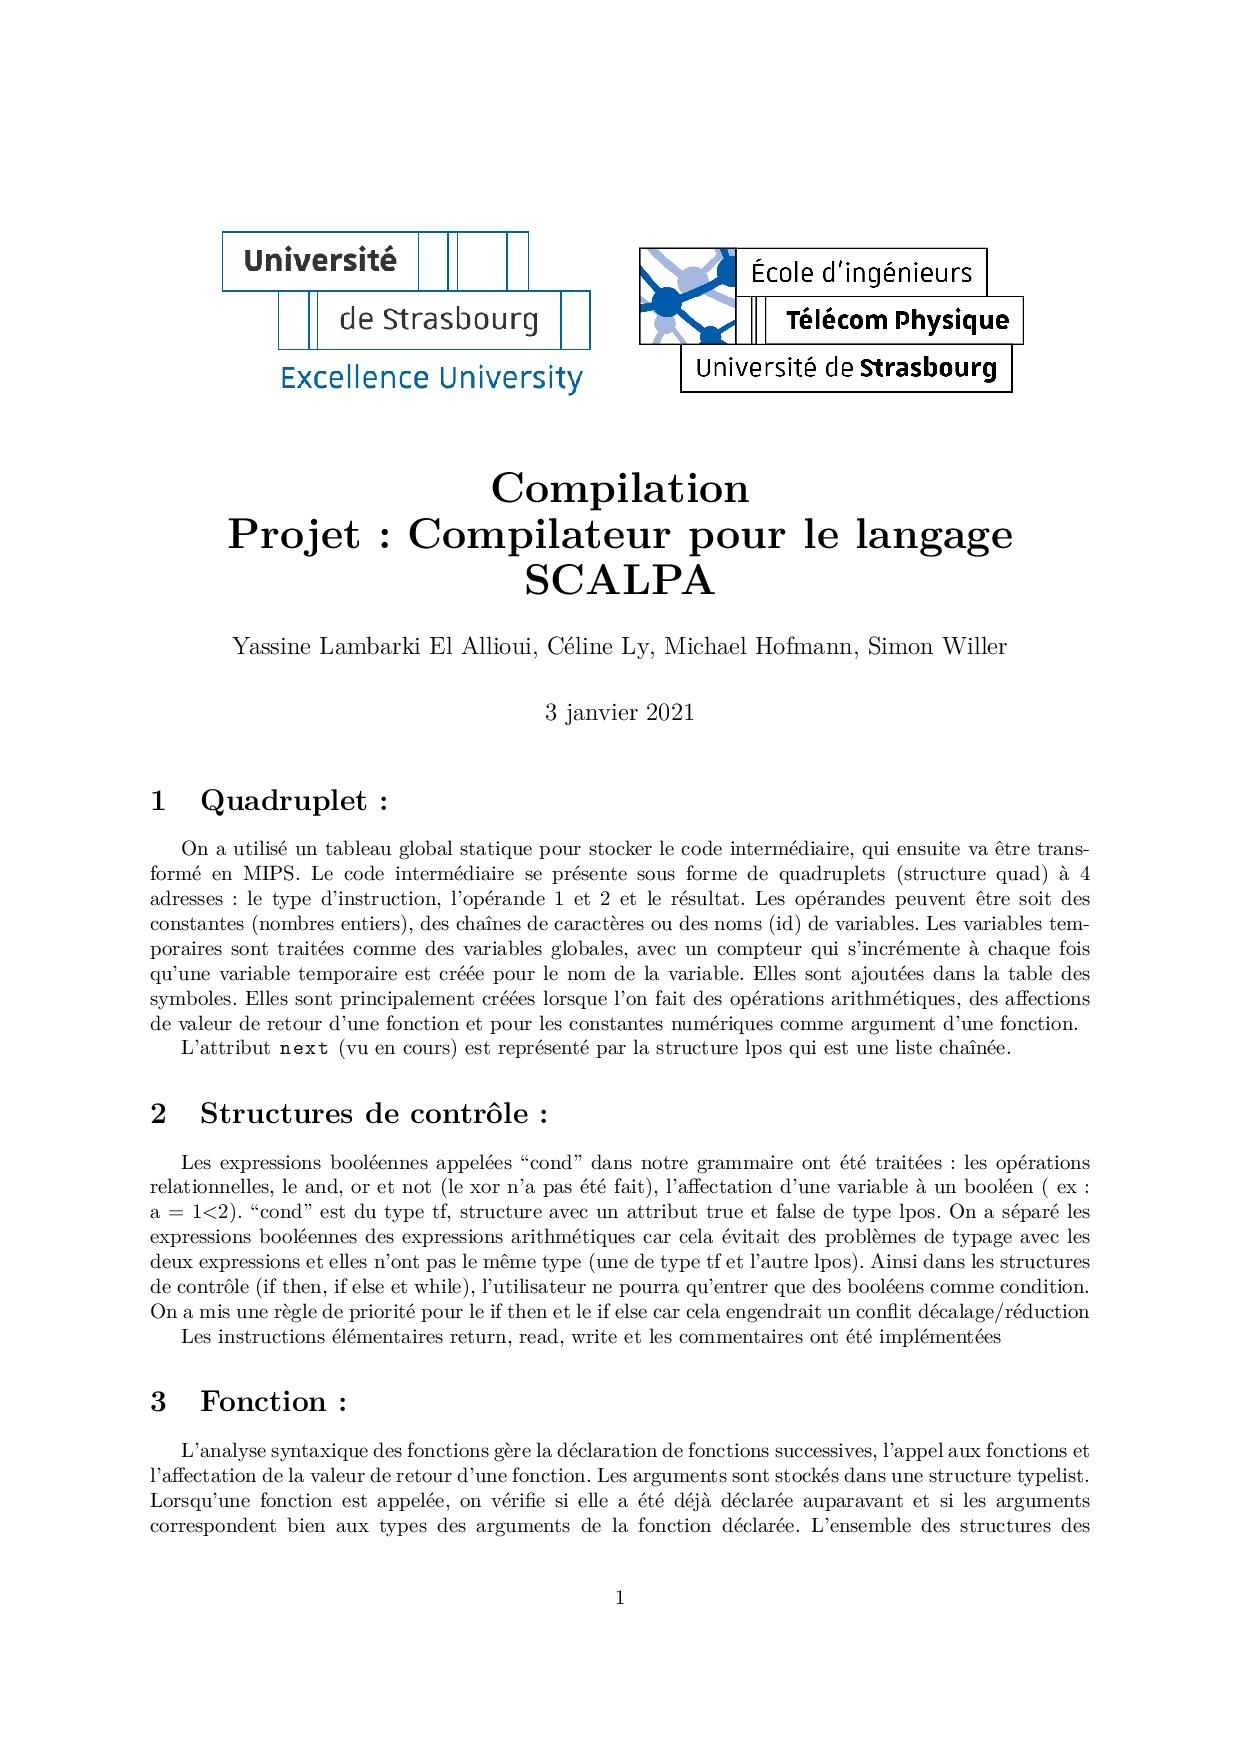 Université
de Strasbourg
Excellence University
École d'ingénieurs
Télécom Physique
Université de Strasbourg
Compilation
Projet : Compilateur pour le langage
SCALPA
Yassine Lambarki El Allioui, Céline Ly, Michael Hofmann, Simon Willer
3 janvier 2021
1 Quadruplet :
On a utilisé un tableau global statique pour stocker le code intermédiaire, qui ensuite va être trans-
formé en MIPS. Le code intermédiaire se présente sous forme de quadruplets (structure quad) à 4
adresses : le type d'instruction, l'opérande 1 et 2 et le résultat. Les opérandes peuvent être soit des
constantes (nombres entiers), des chaînes de caractères ou des noms (id) de variables. Les variables tem-
poraires sont traitées comme des variables globales, avec un compteur qui s'incrémente à chaque fois
qu'une variable temporaire est créée pour le nom de la variable. Elles sont ajoutées dans la table des
symboles. Elles sont principalement créées lorsque l'on fait des opérations arithmétiques, des affections
de valeur de retour d'une fonction et pour les constantes numériques comme argument d'une fonction.
L'attribut next (vu en cours) est représenté par la structure lpos qui est une liste chaînée.
2 Structures de contrôle :
Les expressions booléennes appelées “cond” dans notre grammaire ont été traitées : les opérations
relationnelles, le and, or et not (le xor n'a pas été fait), l'affectation d'une variable à un booléen ( ex :
a = 1<2). “cond” est du type tf, structure avec un attribut true et false de type lpos. On a séparé les
expressions booléennes des expressions arithmétiques car cela évitait des problèmes de typage avec les
deux expressions et elles n'ont pas le même type (une de type tf et l'autre lpos). Ainsi dans les structures
de contrôle (if then, if else et while), l'utilisateur ne pourra qu'entrer que des booléens comme condition.
On a mis une règle de priorité pour le if then et le if else car cela engendrait un conflit décalage/réduction
Les instructions élémentaires return, read, write et les commentaires ont été implémentées
3 Fonction :
L'analyse syntaxique des fonctions gère la déclaration de fonctions successives, l'appel aux fonctions et
l'affectation de la valeur de retour d'une fonction. Les arguments sont stockés dans une structure typelist.
Lorsqu'une fonction est appelée, on vérifie si elle a été déjà déclarée auparavant et si les arguments
correspondent bien aux types des arguments de la fonction déclarée. L'ensemble des structures des
1